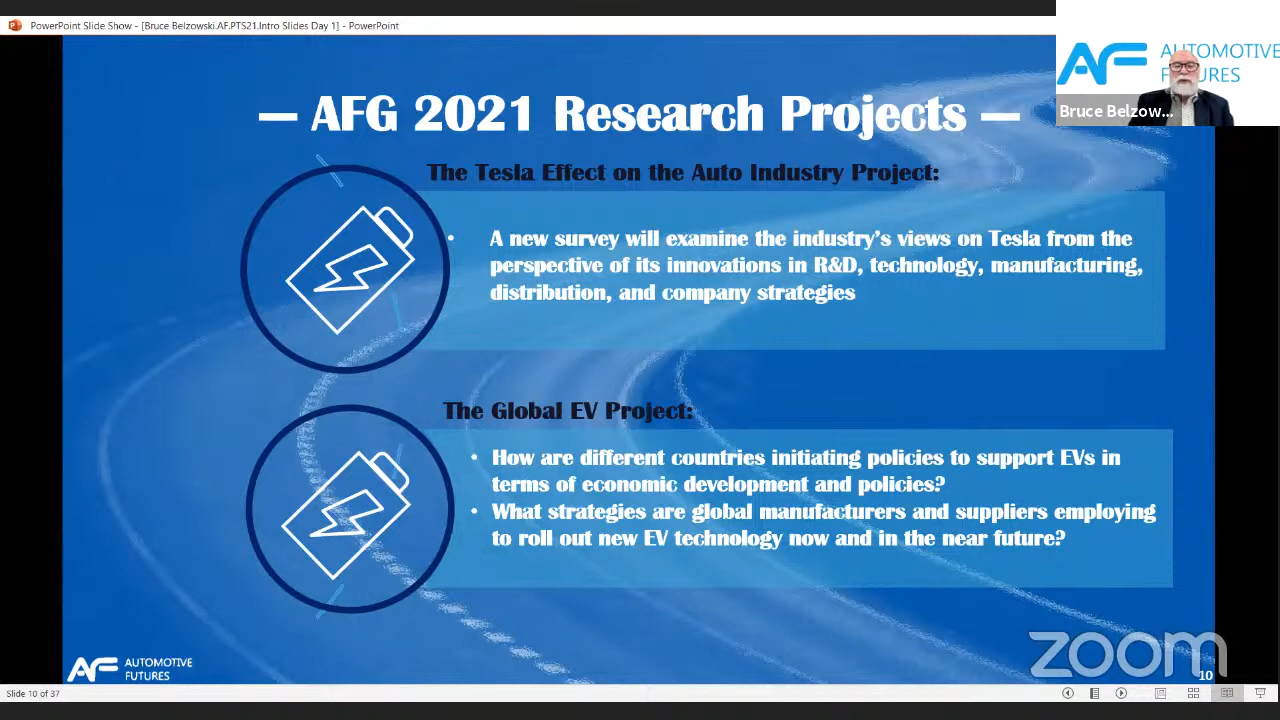 PowerPoint Slide Show - [Bruce Belzowski.AF.PTS21.Intro Slides Day 1] - PowerPoint
AF AUTOMOTIVE
FUTURES
Bruce Belzow...
— AFG 2021 Research Projects —
The Tesla Effect on the Auto Industry Project:
• A new survey will examine the industry's views on Tesla from the
perspective of its innovations in R&D, technology, manufacturing,
distribution, and company strategies
The Global EV Project:
• How are different countries initiating policies to support EVs in
terms of economic development and policies?
• What strategies are global manufacturers and suppliers employing
to roll out new EV technology now and in the near future?
AF AUTOMOTIVE
FUTURES
zoom
10
Slide 10 of 37